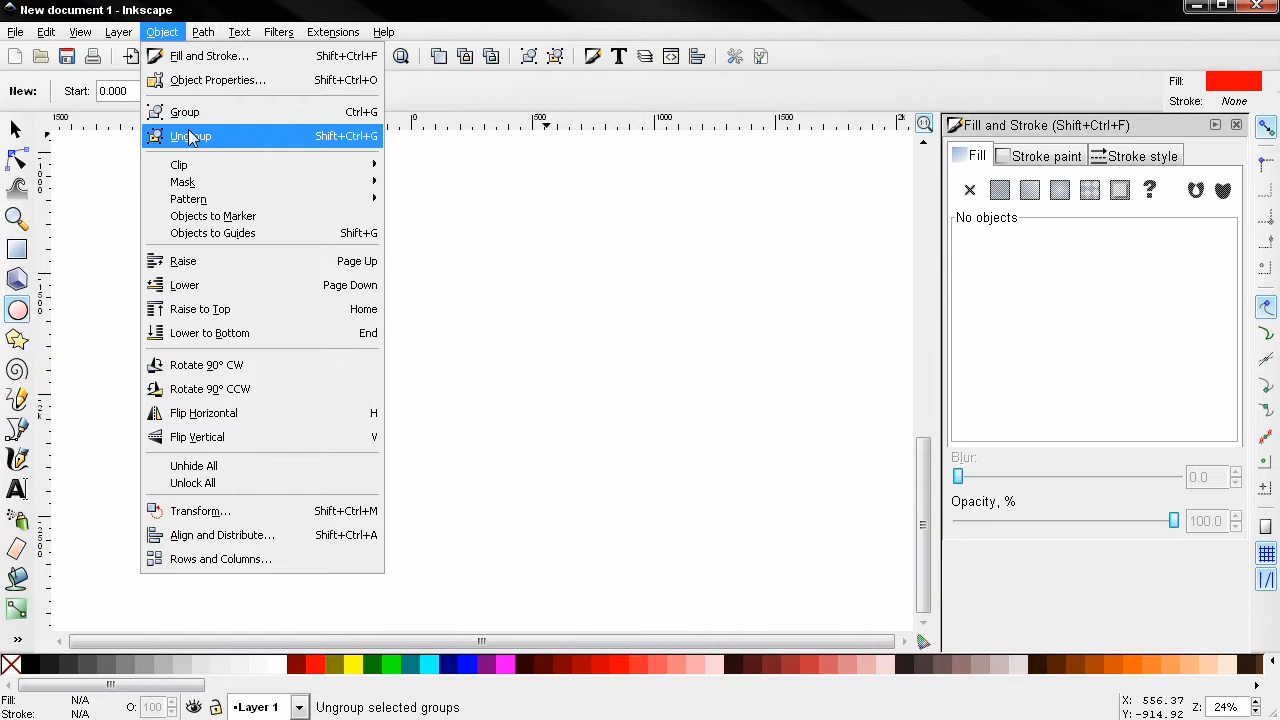 New document 1 - Inkscape
File Edit View Layer Object Path Text Filters Extensions Help
New: Start: 0.000
Fill:
Stroke: None
Fill and Stroke... Shift+Ctrl+F
Object Properties... Shift+Ctrl+O
Group Ctrl+G
Ungroup Shift+Ctrl+G
Clip
Mask
Pattern
Objects to Marker
Objects to Guides Shift+G
Raise Page Up
Lower Page Down
Raise to Top Home
Lower to Bottom End
Rotate 90° CW
Rotate 90° CCW
Flip Horizontal H
Flip Vertical V
Unhide All
Unlock All
Transform... Shift+Ctrl+M
Align and Distribute... Shift+Ctrl+A
Rows and Columns...
1500 0 500 1000 1500
Fill and Stroke (Shift+Ctrl+F)
Fill Stroke paint Stroke style
No objects
Blur:
0.0
Opacity, %
100.0
Fill: N/A
Stroke: N/A
O: 100
Layer 1
Ungroup selected groups
X: 556.37
Z: 24%